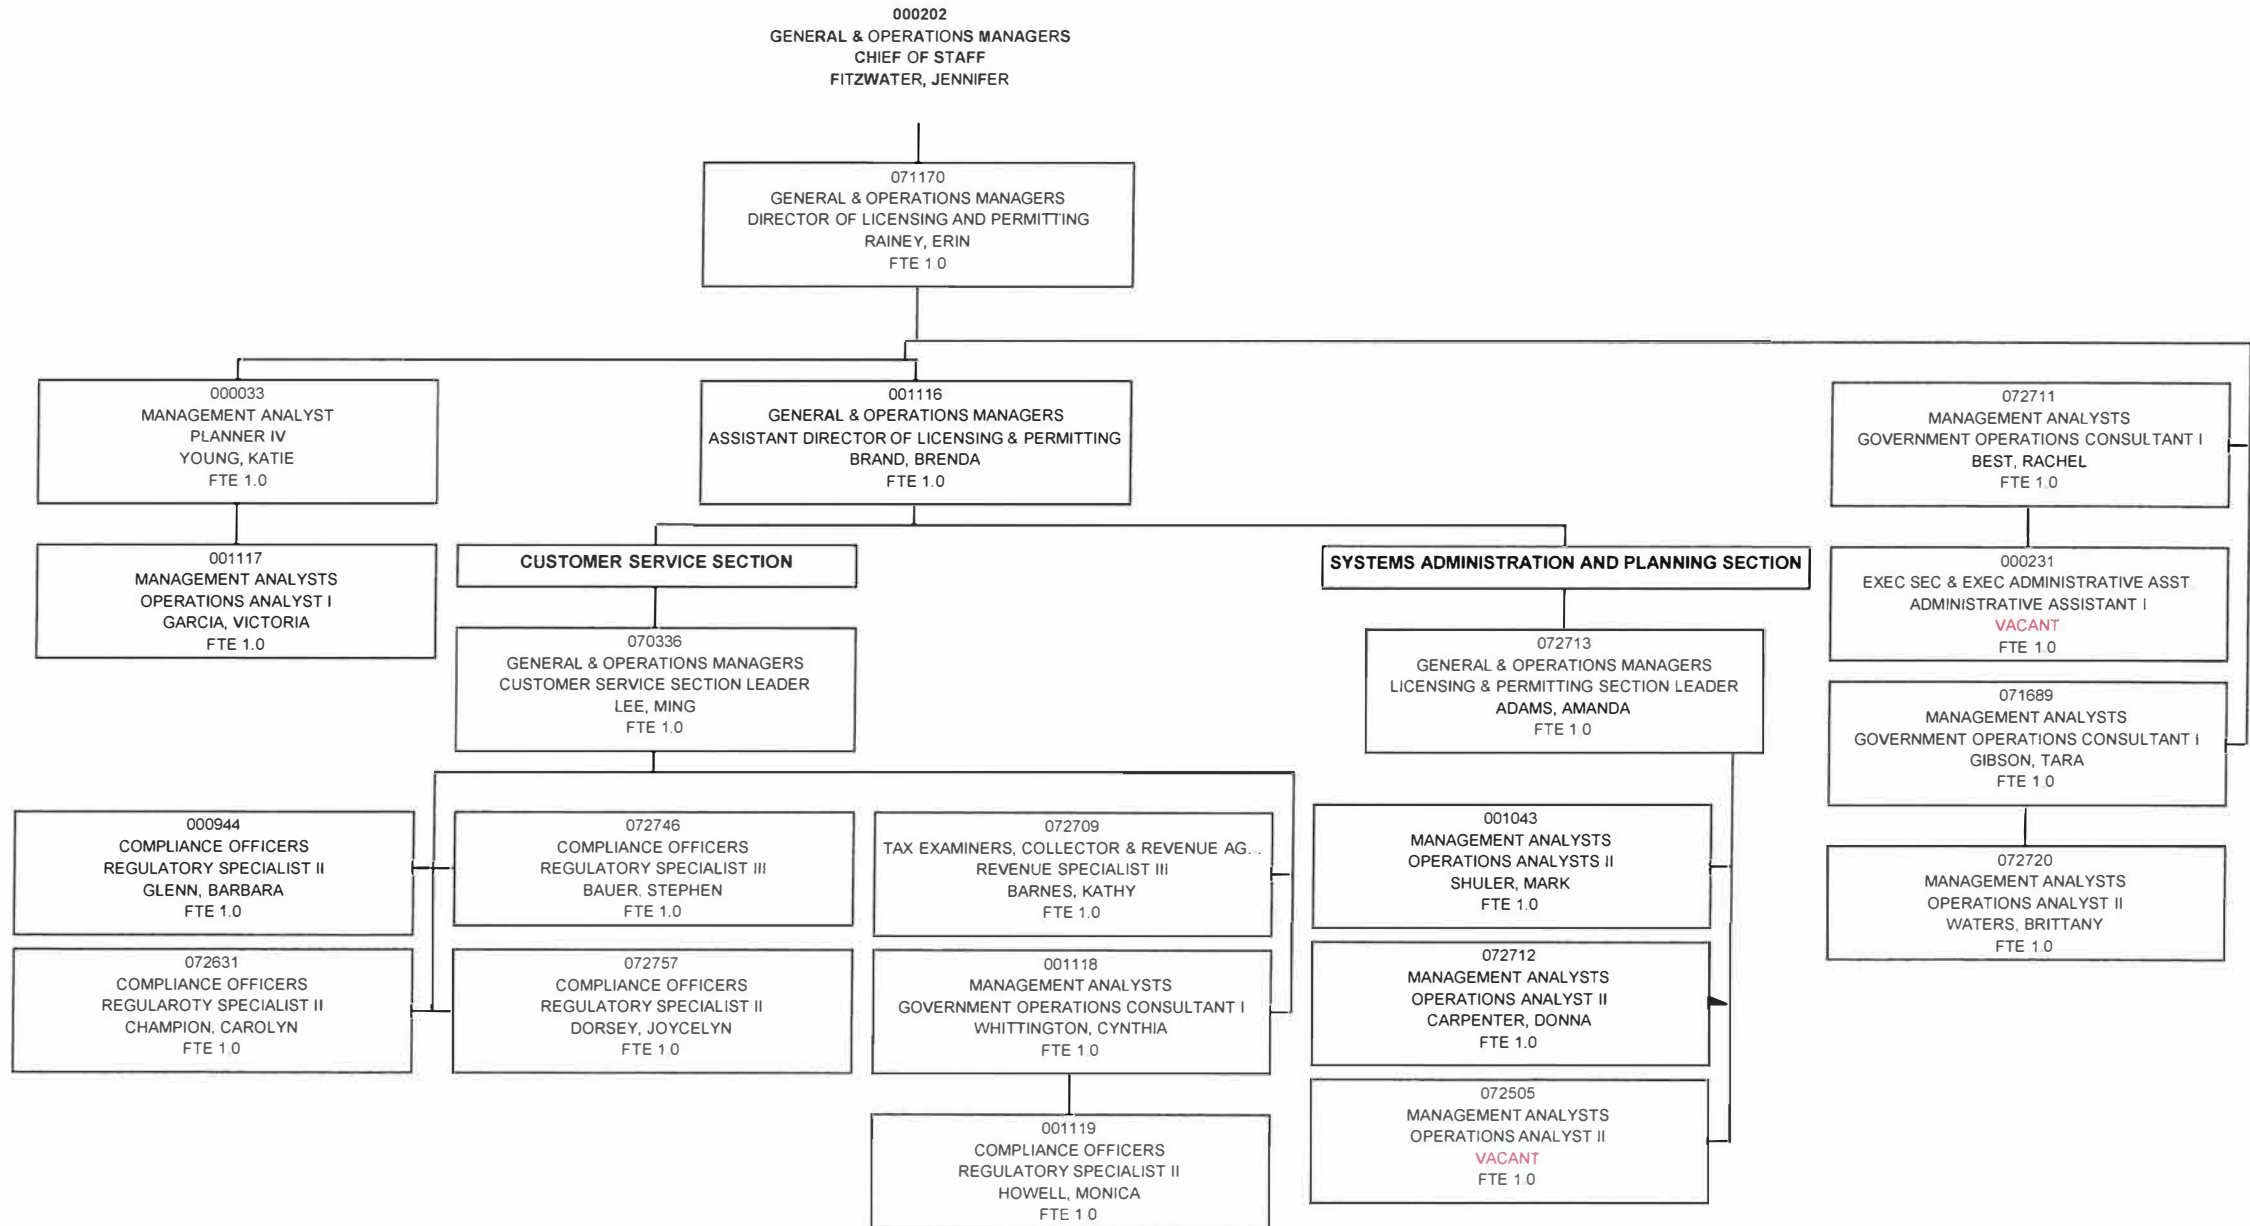 000202
GENERAL & OPERATIONS MANAGERS
CHIEF OF STAFF
FITZWATER, JENNIFER
071170
GENERAL & OPERATIONS MANAGERS
DIRECTOR OF LICENSING AND PERMITTING
RAINEY, ERIN
FTE 1.0
000033
MANAGEMENT ANALYST
PLANNER IV
YOUNG, KATIE
FTE 1.0
001116
GENERAL & OPERATIONS MANAGERS
ASSISTANT DIRECTOR OF LICENSING & PERMITTING
BRAND, BRENDA
FTE 1.0
072711
MANAGEMENT ANALYSTS
GOVERNMENT OPERATIONS CONSULTANT I
BEST, RACHEL
FTE 1.0
001117
MANAGEMENT ANALYSTS
OPERATIONS ANALYST I
GARCIA, VICTORIA
FTE 1.0
CUSTOMER SERVICE SECTION
SYSTEMS ADMINISTRATION AND PLANNING SECTION
000231
EXEC SEC & EXEC ADMINISTRATIVE ASST
ADMINISTRATIVE ASSISTANT I
VACANT
FTE 1.0
070336
GENERAL & OPERATIONS MANAGERS
CUSTOMER SERVICE SECTION LEADER
LEE, MING
FTE 1.0
072713
GENERAL & OPERATIONS MANAGERS
LICENSING & PERMITTING SECTION LEADER
ADAMS, AMANDA
FTE 1.0
071689
MANAGEMENT ANALYSTS
GOVERNMENT OPERATIONS CONSULTANT I
GIBSON, TARA
FTE 1.0
000944
COMPLIANCE OFFICERS
REGULATORY SPECIALIST II
GLENN, BARBARA
FTE 1.0
072746
COMPLIANCE OFFICERS
REGULATORY SPECIALIST III
BAUER, STEPHEN
FTE 1.0
072709
TAX EXAMINERS, COLLECTOR & REVENUE AG...
REVENUE SPECIALIST III
BARNES, KATHY
FTE 1.0
001043
MANAGEMENT ANALYSTS
OPERATIONS ANALYSTS II
SHULER, MARK
FTE 1.0
072720
MANAGEMENT ANALYSTS
OPERATIONS ANALYST II
WATERS, BRITTANY
FTE 1.0
072631
COMPLIANCE OFFICERS
REGULAROTY SPECIALIST II
CHAMPION, CAROLYN
FTE 1.0
072757
COMPLIANCE OFFICERS
REGULATORY SPECIALIST II
DORSEY, JOYCELYN
FTE 1.0
001118
MANAGEMENT ANALYSTS
GOVERNMENT OPERATIONS CONSULTANT I
WHITTINGTON, CYNTHIA
FTE 1.0
072712
MANAGEMENT ANALYSTS
OPERATIONS ANALYST II
CARPENTER, DONNA
FTE 1.0
072505
MANAGEMENT ANALYSTS
OPERATIONS ANALYST II
VACANT
FTE 1.0
001119
COMPLIANCE OFFICERS
REGULATORY SPECIALIST II
HOWELL, MONICA
FTE 1.0